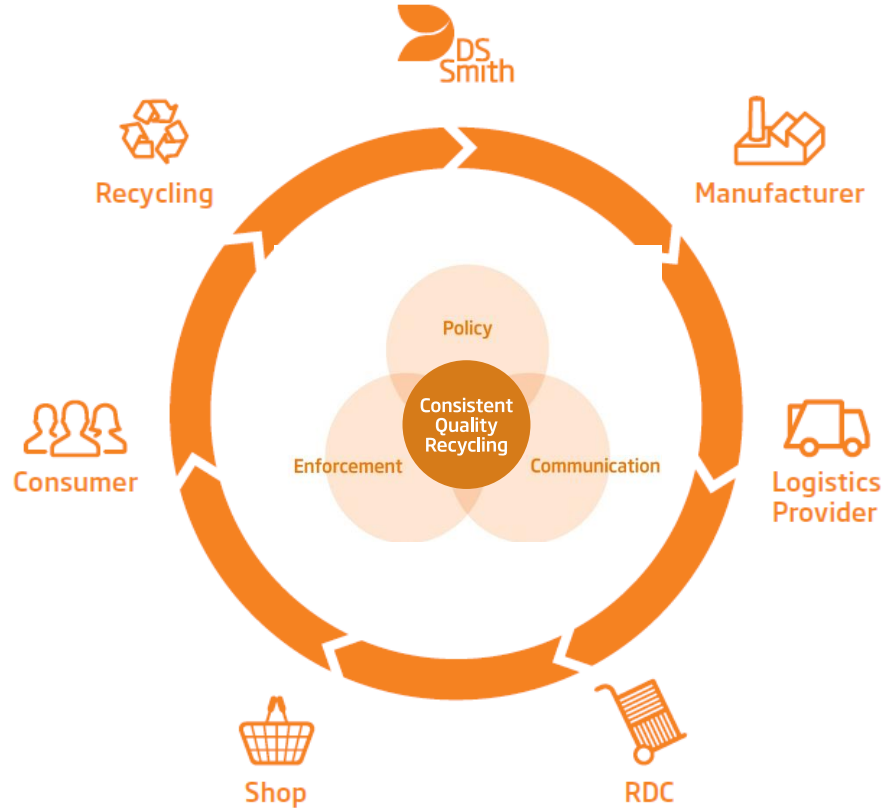 DS
Smith
Recycling
Manufacturer
Policy
Consistent
Quality
Recycling
Enforcement
Communication
Consumer
Logistics
Provider
Shop
RDC